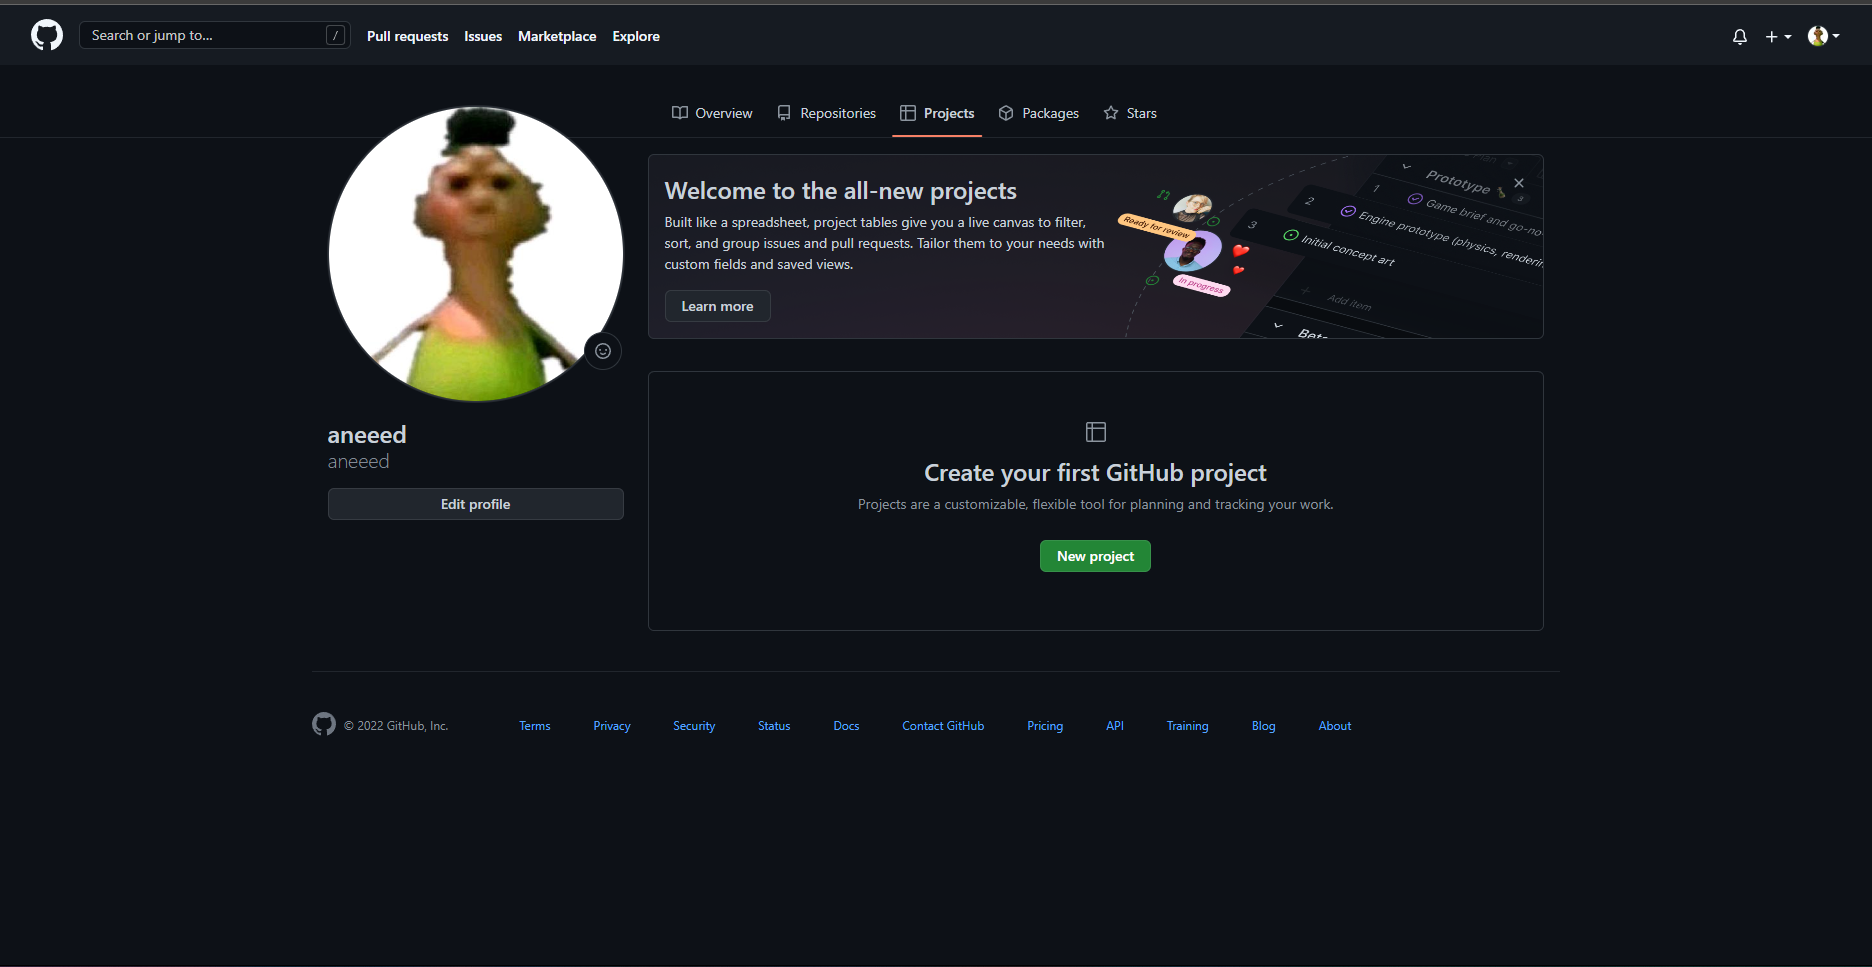 Search or jump to...
/
Pull requests
Issues
Marketplace
Explore
Overview
Repositories
Projects
Packages
Stars
Welcome to the all-new projects
Built like a spreadsheet, project tables give you a live canvas to filter,
sort, and group issues and pull requests. Tailor them to your needs with
custom fields and saved views.
Learn more
Ready for review
In progress
Prototype
3
1
Game brief and go-no-
2
Engine prototype (physics, renderin
3
Initial concept art
Add item
Beta
aneeed
aneeed
Edit profile
Create your first GitHub project
Projects are a customizable, flexible tool for planning and tracking your work.
New project
© 2022 GitHub, Inc.
Terms
Privacy
Security
Status
Docs
Contact GitHub
Pricing
API
Training
Blog
About